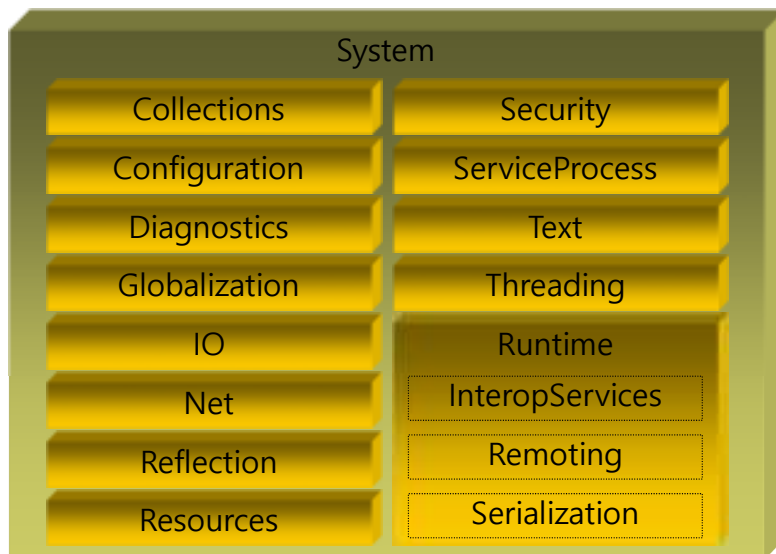 System
Collections
Configuration
Diagnostics
Globalization
IO
Net
Reflection
Resources
Security
ServiceProcess
Text
Threading
Runtime
InteropServices
Remoting
Serialization